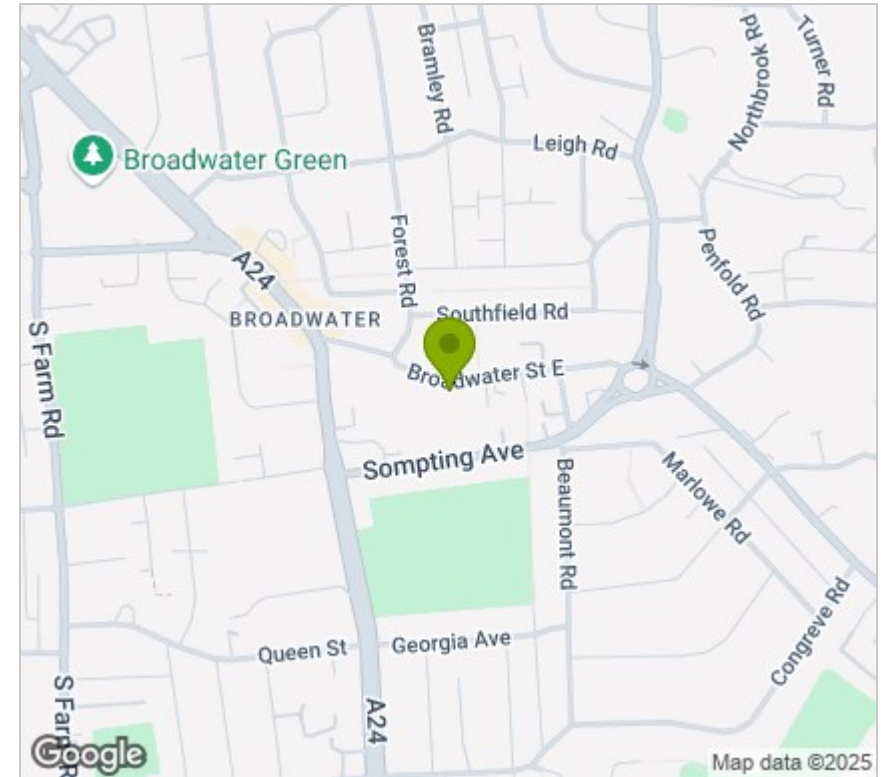 Bramley Rd
Turner Rd
Northbrook Rd
Leigh Rd
Broadwater Green
Forest Rd
Penfold Rd
A24
BROADWATER
Southfield Rd
S Farm Rd
Broadwater St E
Sompting Ave
Marlowe Rd
Beaumont Rd
Congreve Rd
Queen St
Georgia Ave
S Farm R
A24
Google
Map data ©2025